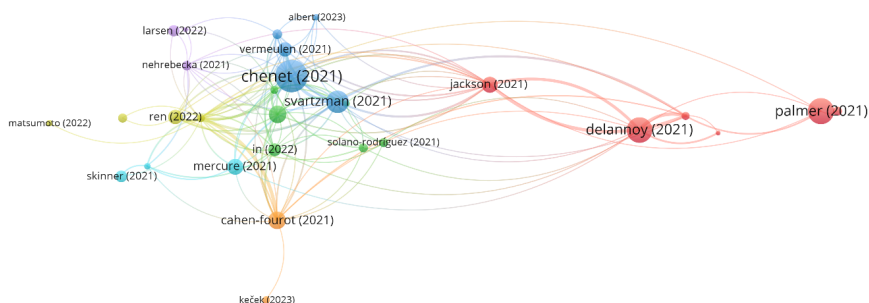 albert (2023)
larsen (2022)
vermeulen (2021)
nehrebecka (2021)
chenet (2021)
jackson (2021)
svartzman (2021)
palmer (2021)
ren (2022)
matsumoto (2022)
delannoy (2021)
solano-rodriguez (2021)
in (2022)
mercure (2021)
skinner (2021)
cahen-fourot (2021)
keček (2023)